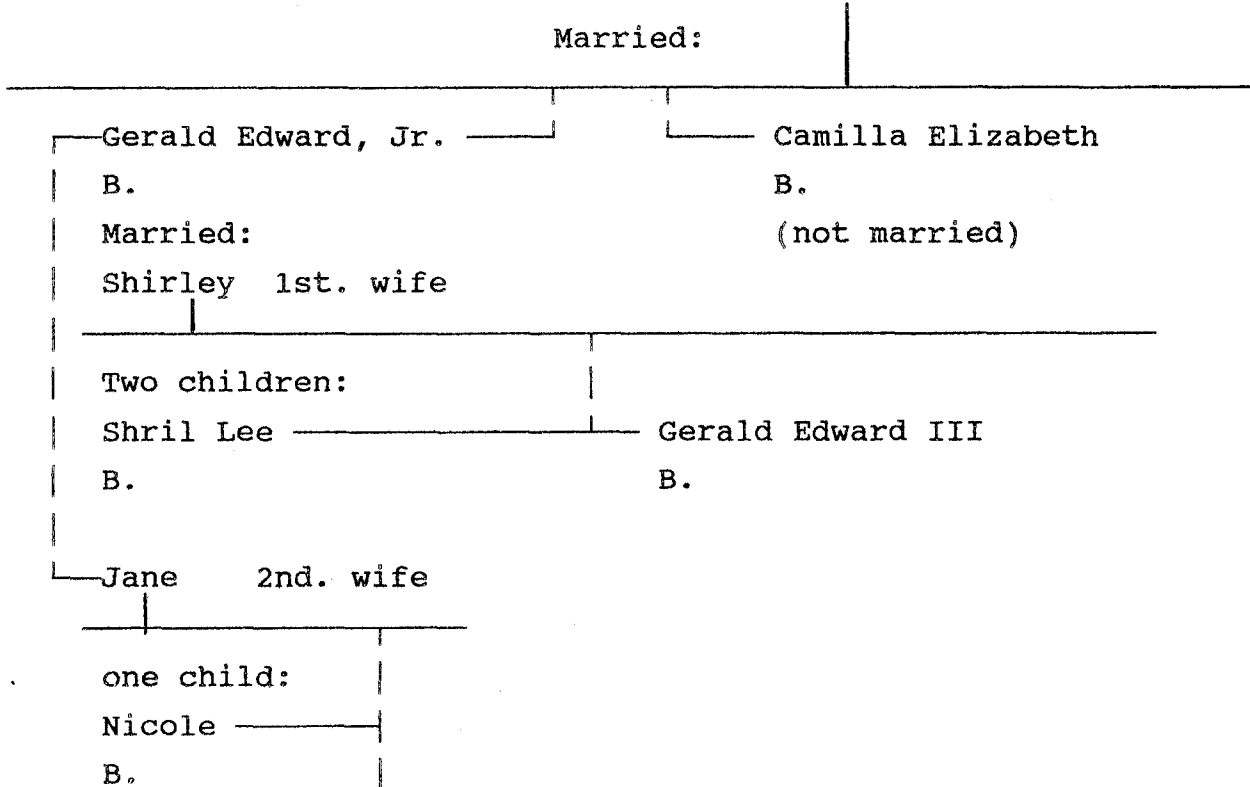 Married:
Gerald Edward, Jr. Camilla Elizabeth
B. B.
Married: (not married)
Shirley 1st. wife
Two children:
Shril Lee Gerald Edward III
B. B.
Jane 2nd. wife
one child:
Nicole
B.